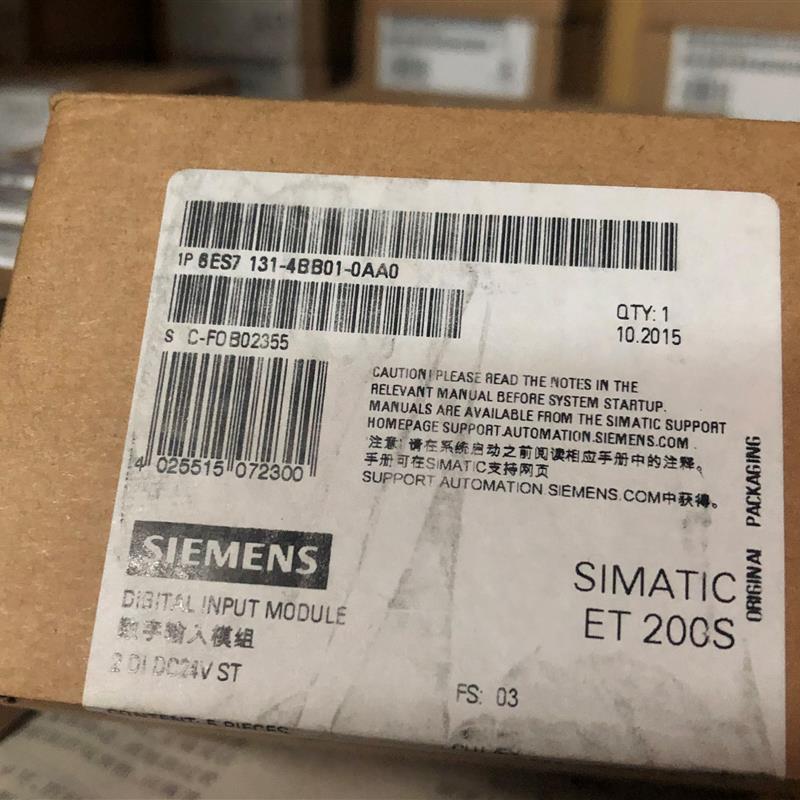 1P 6ES7 131-4BB01-0AA0
S C-F0B02355
QTY: 1
10.2015
4 025515 072300
CAUTION! PLEASE READ THE NOTES IN THE
RELEVANT MANUAL BEFORE SYSTEM STARTUP.
MANUALS ARE AVAILABLE FROM THE SIMATIC SUPPORT
HOMEPAGE SUPPORT.AUTOMATION.SIEMENS.COM.
注意! 请在系统启动之前阅读相应手册中的注释。
手册可在SIMATIC支持网页
SUPPORT AUTOMATION SIEMENS.COM中获得。
ORIGINAL PACKAGING
SIEMENS
DIGITAL INPUT MODULE
数字输入模组
2 DI DC24V ST
SIMATIC
ET 200S
FS: 03
CONTENT: 5 PIECES